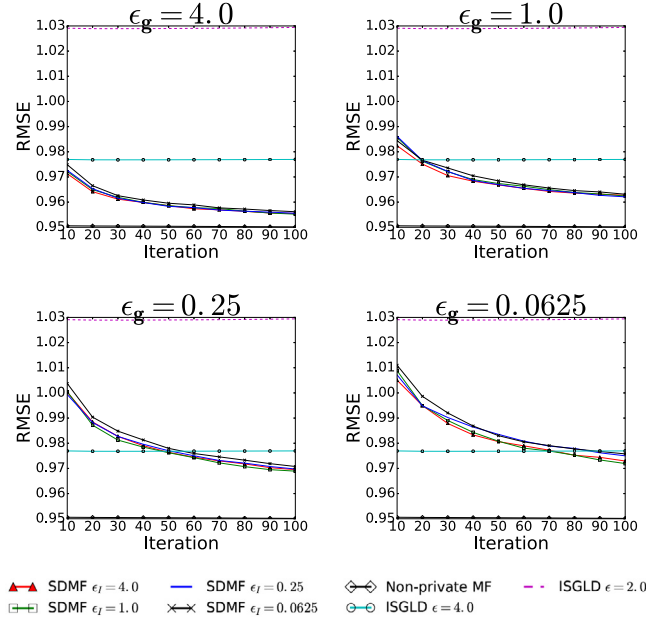 ϵg = 4.0
ϵg = 1.0
RMSE
1.03
1.02
1.01
1.00
0.99
0.98
0.97
0.96
0.95
10 20 30 40 50 60 70 80 90 100
Iteration
RMSE
1.03
1.02
1.01
1.00
0.99
0.98
0.97
0.96
0.95
10 20 30 40 50 60 70 80 90 100
Iteration
ϵg = 0.25
ϵg = 0.0625
RMSE
1.03
1.02
1.01
1.00
0.99
0.98
0.97
0.96
0.95
10 20 30 40 50 60 70 80 90 100
Iteration
RMSE
1.03
1.02
1.01
1.00
0.99
0.98
0.97
0.96
0.95
10 20 30 40 50 60 70 80 90 100
Iteration
SDMF ϵI = 4.0
SDMF ϵI = 0.25
Non-private MF
ISGLD ϵ = 2.0
SDMF ϵI = 1.0
SDMF ϵI = 0.0625
ISGLD ϵ = 4.0